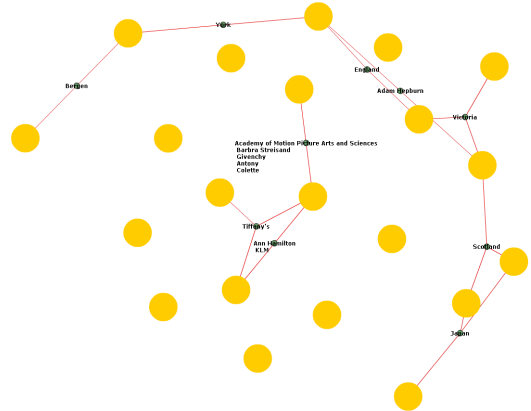 York
Bergen
England
Adam Hepburn
Victoria
Academy of Motion Picture Arts and Sciences
Barbra Streisand
Givenchy
Antony
Colette
Tiffany's
Ann Hamilton
KLM
Scotland
Japan